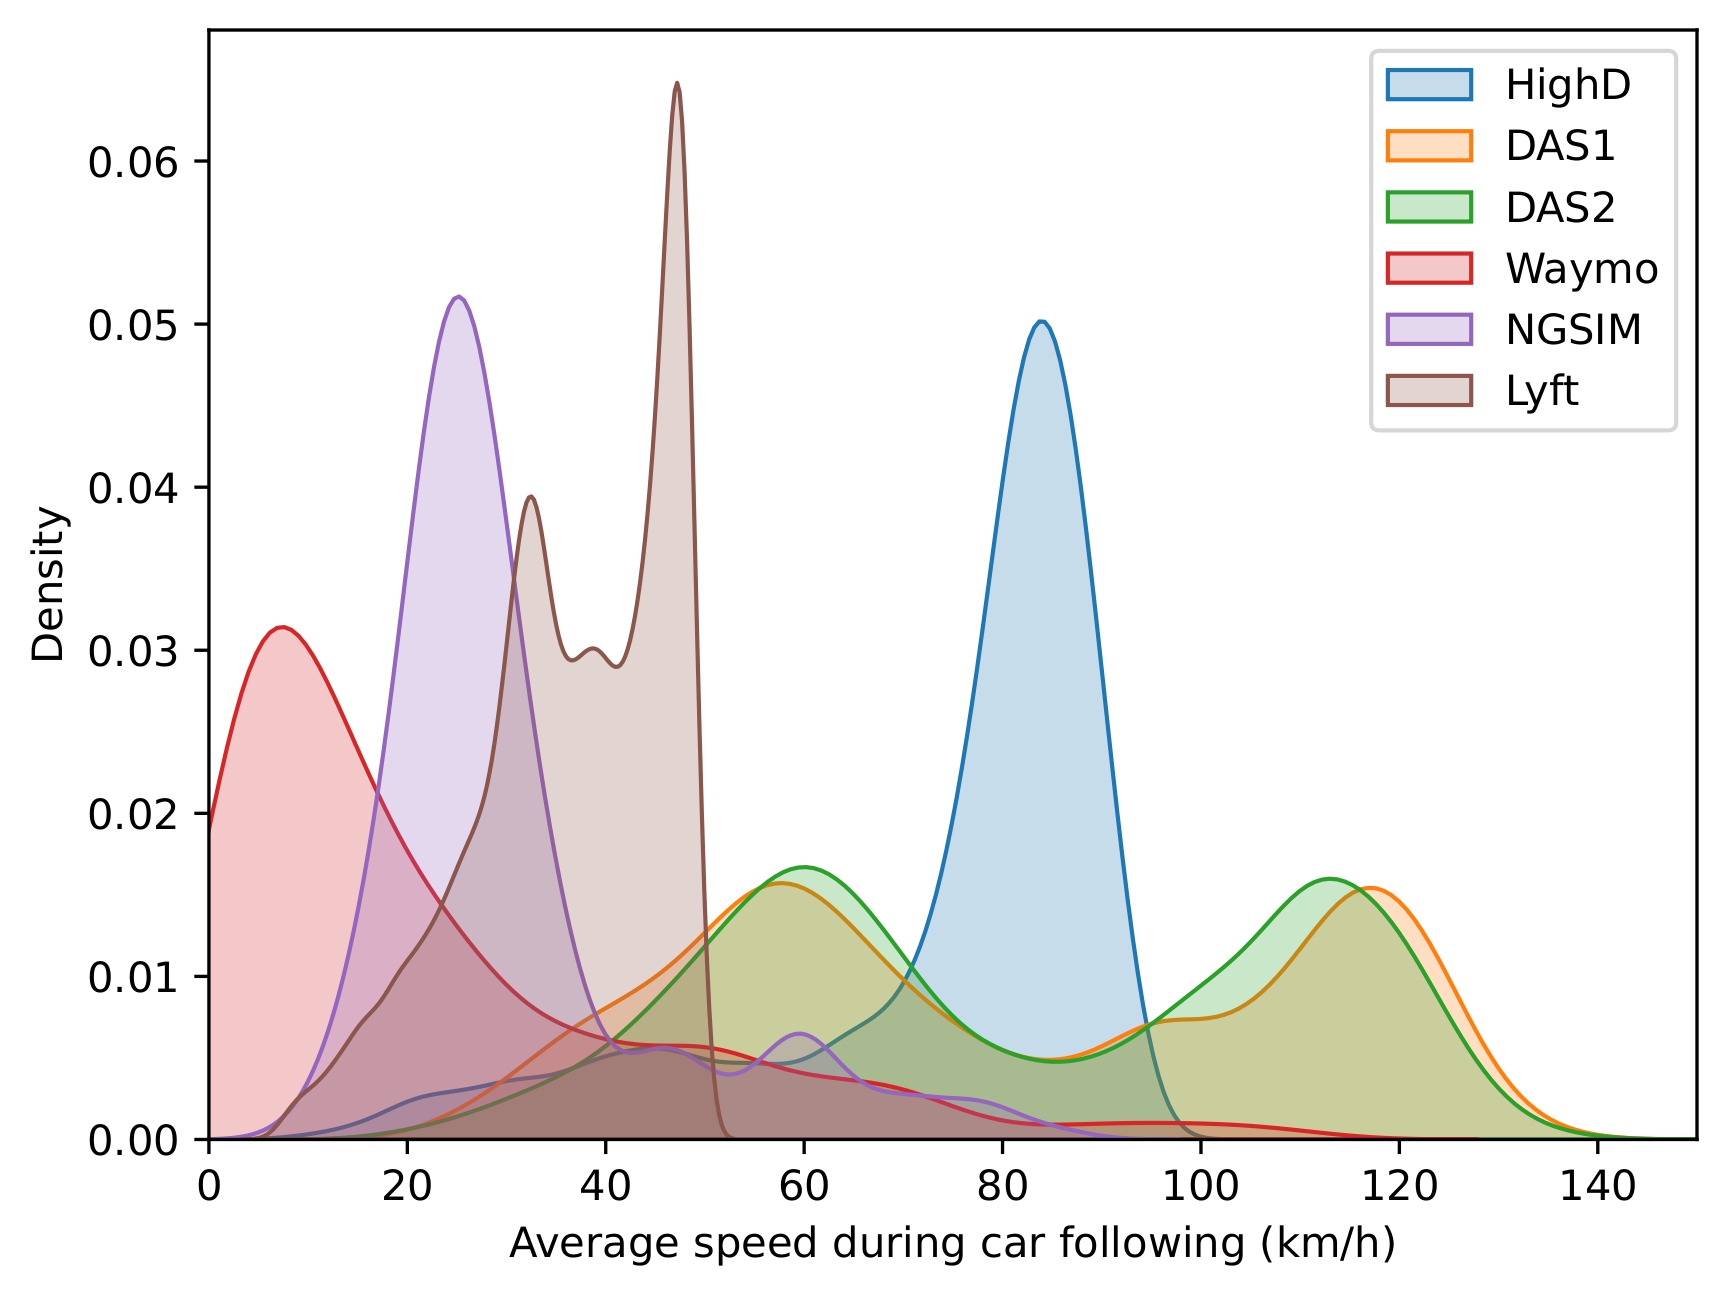 HighD
DAS1
DAS2
Waymo
NGSIM
Lyft
Density
0.06
0.05
0.04
0.03
0.02
0.01
0.00
0 20 40 60 80 100 120 140
Average speed during car following (km/h)